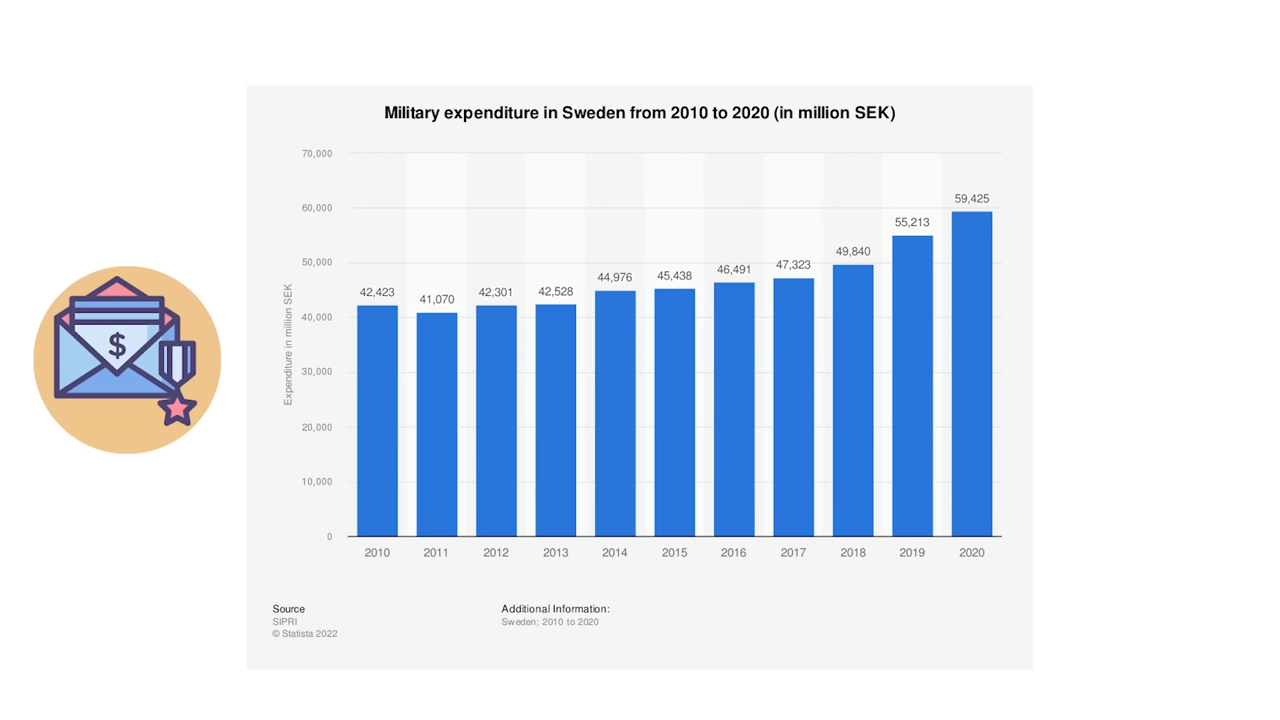 Military expenditure in Sweden from 2010 to 2020 (in million SEK)
70,000
60,000
50,000
40,000
30,000
20,000
10,000
0
Expenditure in million SEK
42,423
41,070
42,301
42,528
44,976
45,438
46,491
47,323
49,840
55,213
59,425
2010 2011 2012 2013 2014 2015 2016 2017 2018 2019 2020
$
Source
SIPRI
© Statista 2022
Additional Information:
Sweden; 2010 to 2020